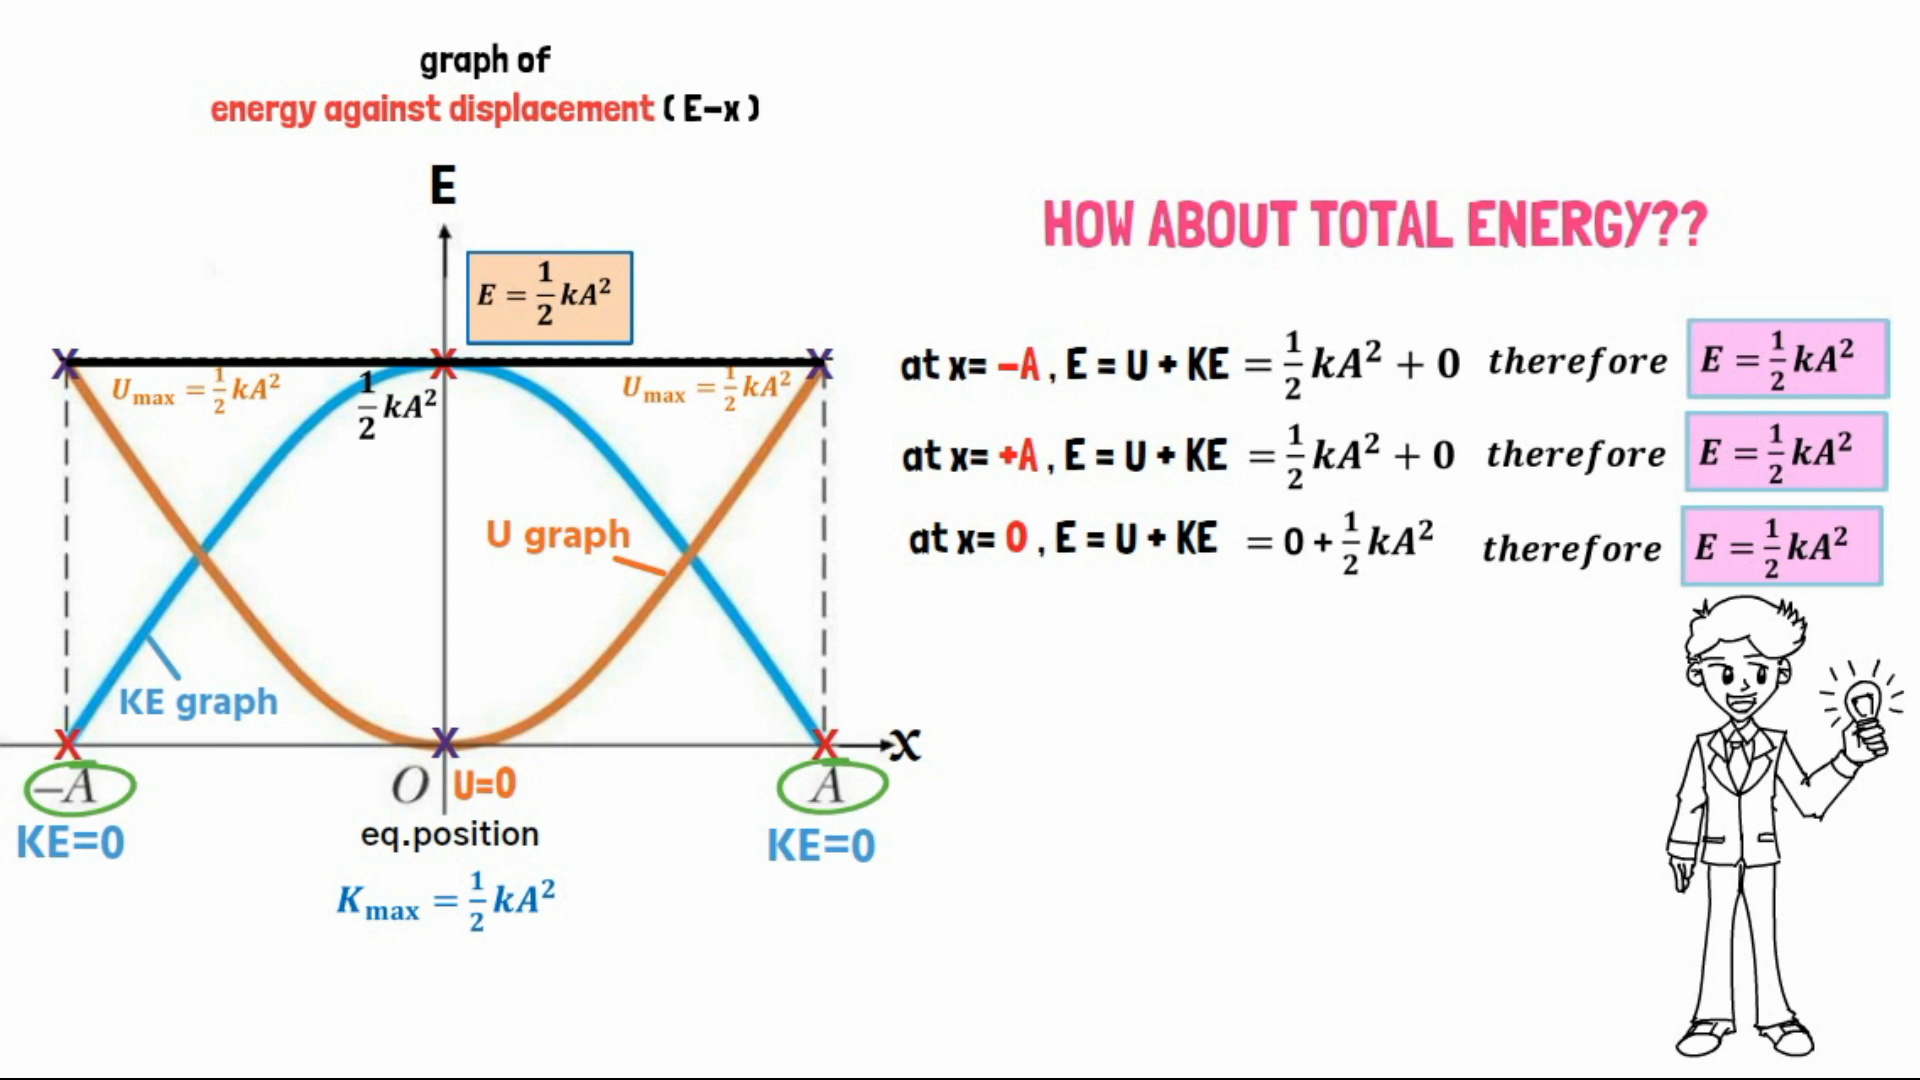 graph of
energy against displacement ( E-x )
E
E = 1/2 kA²
U max = 1/2 kA²
1/2 kA²
U max = 1/2 kA²
U graph
KE graph
X
-A
O
U=0
A
KE=0
eq.position
KE=0
K max = 1/2 kA²
HOW ABOUT TOTAL ENERGY??
at x= -A , E = U + KE = 1/2 kA² + 0 therefore E = 1/2 kA²
at x= +A , E = U + KE = 1/2 kA² + 0 therefore E = 1/2 kA²
at x= 0 , E = U + KE = 0 + 1/2 kA² therefore E = 1/2 kA²